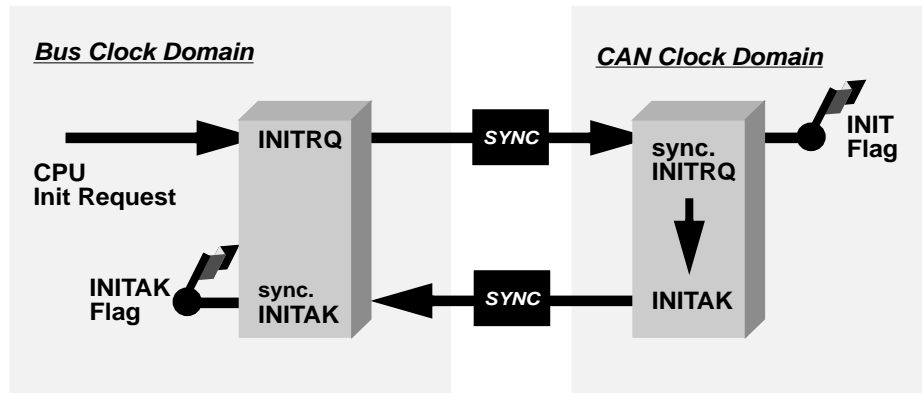 Bus Clock Domain
CAN Clock Domain
CPU
Init Request
INITRQ
SYNC
sync.
INITRQ
INIT
Flag
INITAK
Flag
sync.
INITAK
SYNC
INITAK